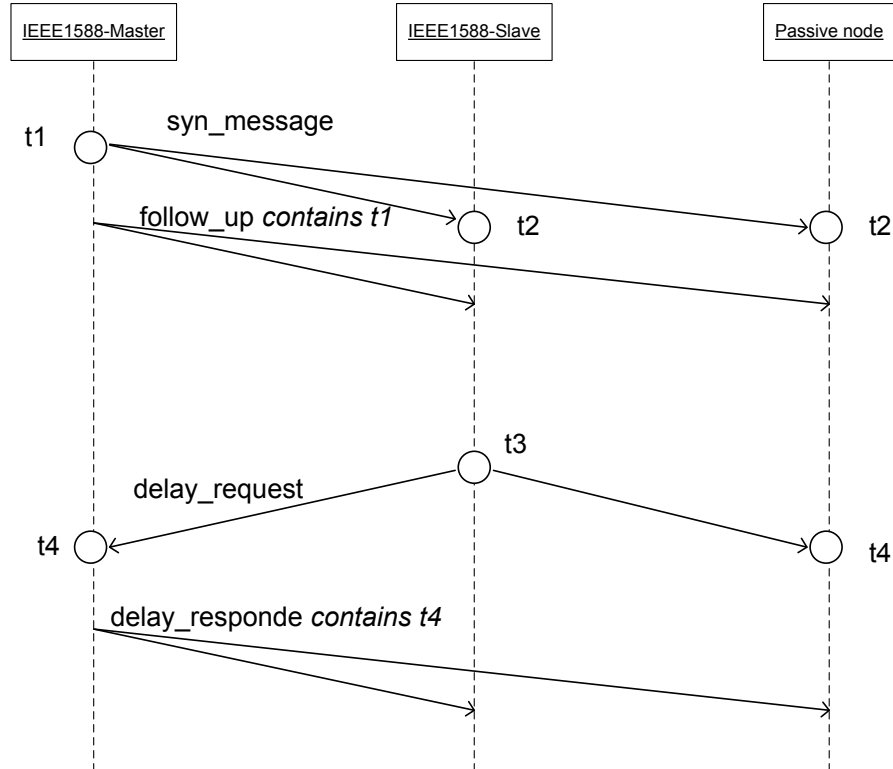 IEEE1588-Master
IEEE1588-Slave
Passive node
t1
syn_message
follow_up contains t1
t2
t2
t3
delay_request
t4
t4
delay_responde contains t4